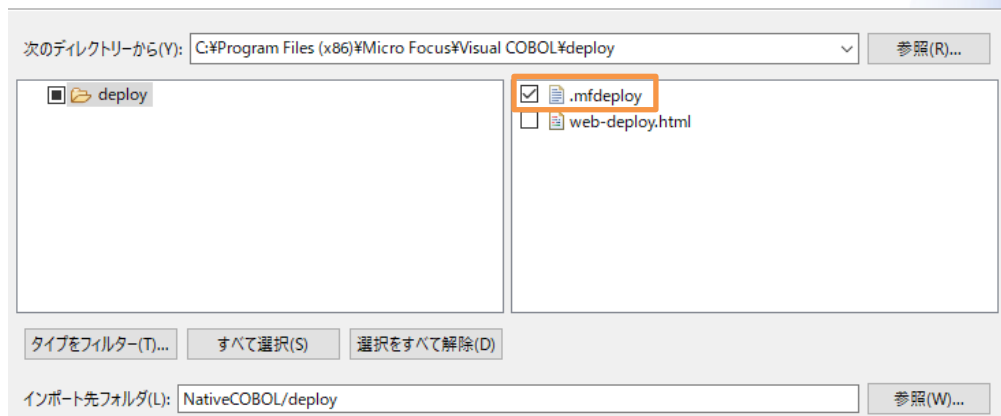 次のディレクトリーから(Y): C:¥Program Files (x86)¥Micro Focus¥Visual COBOL¥deploy 参照(R)...
deploy .mfdeploy
web-deploy.html
タイプをフィルター(T)... すべて選択(S) 選択をすべて解除(D)
インポート先フォルダ(L): NativeCOBOL/deploy 参照(W)...